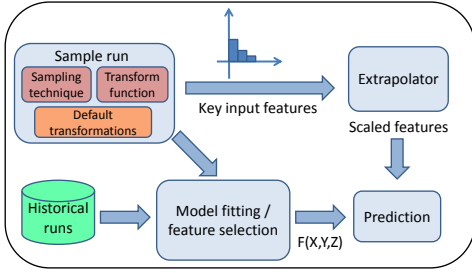 Sample run
Sampling
technique
Transform
function
Default
transformations
Key input features
Extrapolator
Scaled features
Historical
runs
Model fitting /
feature selection
F(X,Y,Z)
Prediction